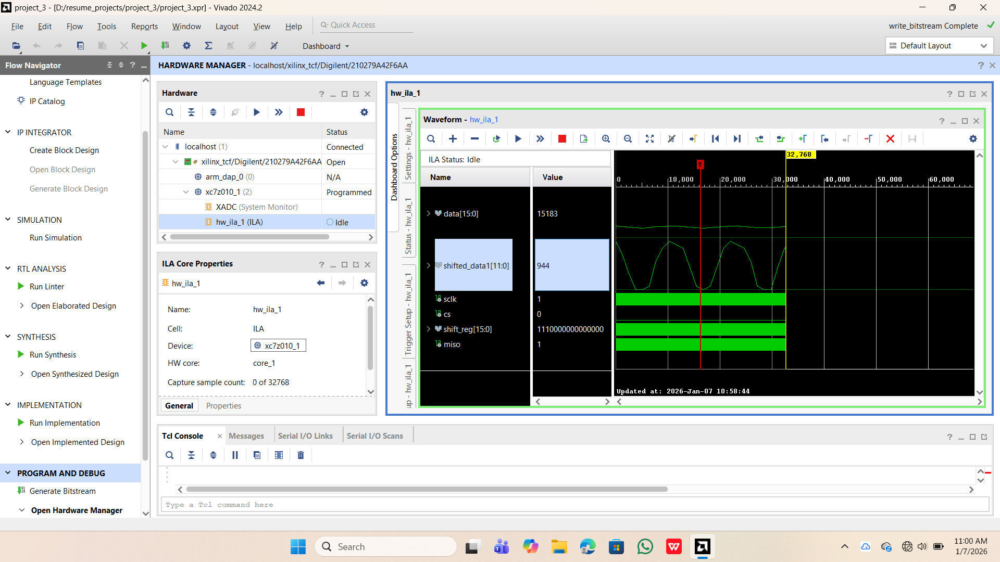 project_3 - [D:/resume_projects/project_3/project_3.xpr] - Vivado 2024.2
File Edit Flow Tools Reports Window Layout View Help Quick Access
write_bitstream Complete
Dashboard
Default Layout
Flow Navigator
HARDWARE MANAGER - localhost/xilinx_tcf/Digilent/210279A42F6AA
Language Templates
IP Catalog
IP INTEGRATOR
Create Block Design
Open Block Design
Generate Block Design
SIMULATION
Run Simulation
RTL ANALYSIS
Run Linter
Open Elaborated Design
SYNTHESIS
Run Synthesis
Open Synthesized Design
IMPLEMENTATION
Run Implementation
Open Implemented Design
PROGRAM AND DEBUG
Generate Bitstream
Open Hardware Manager
Hardware
Name Status
localhost (1) Connected
xilinx_tcf/Digilent/210279A42F6AA Open
arm_dap_0 (0) N/A
xc7z010_1 (2) Programmed
XADC (System Monitor)
hw_ila_1 (ILA) Idle
ILA Core Properties
hw_ila_1
Name: hw_ila_1
Cell: ILA
Device: xc7z010_1
HW core: core_1
Capture sample count: 0 of 32768
General Properties
hw_ila_1
Dashboard Options
Settings - hw_ila_1
Status - hw_ila_1
Trigger Setup - hw_ila_1
up - hw_ila_1
Waveform - hw_ila_1
ILA Status: Idle
Name Value
data[15:0] 15183
shifted_data1[11:0] 944
sclk 1
cs 0
shift_reg[15:0] 1110000000000000
miso 1
32,768
T
0 10,000 20,000 30,000 40,000 50,000 60,000
Updated at: 2026-Jan-07 10:58:44
Tcl Console Messages Serial I/O Links Serial I/O Scans
Type a Tcl command here
Search
11:00 AM
1/7/2026